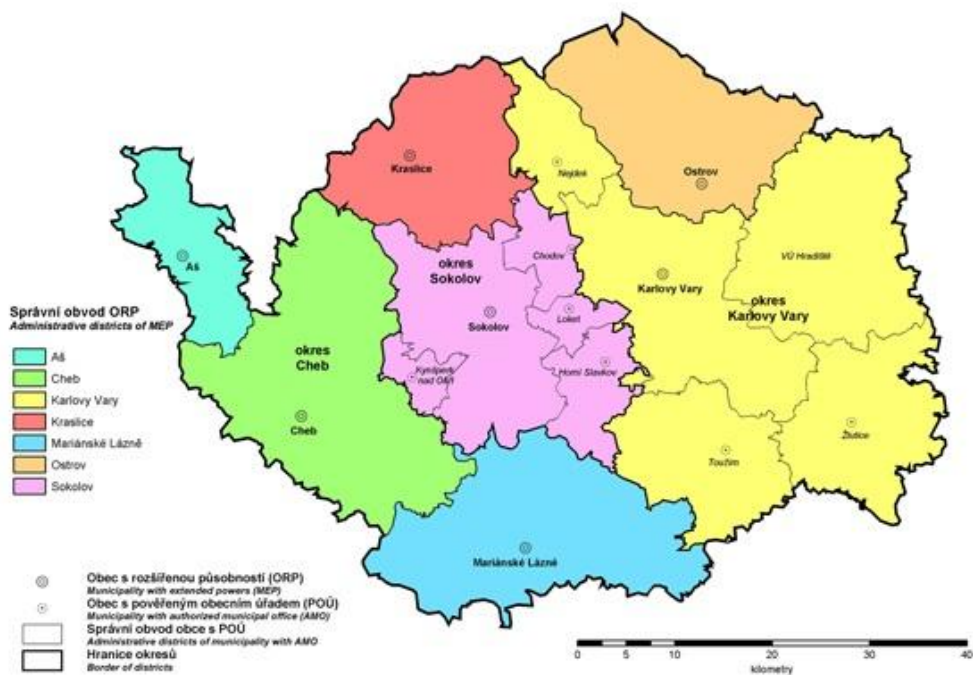 Ostrov
Nejdek
Kraslice
Chodov
VÚ Hradiště
Aš
okres
Sokolov
Karlovy Vary
okres
Karlovy Vary
Loket
Sokolov
okres
Cheb
Kynšperk
nad Ohří
Horní Slavkov
Cheb
Toužim
Žlutice
Mariánské Lázně
Správní obvod ORP
Administrative districts of MEP
Aš
Cheb
Karlovy Vary
Kraslice
Mariánské Lázně
Ostrov
Sokolov
Obec s rozšířenou působností (ORP)
Municipality with extended powers (MEP)
Obec s pověřeným obecním úřadem (POÚ)
Municipality with authorized municipal office (AMO)
Správní obvod obce s POÚ
Administrative districts of municipality with AMO
Hranice okresů
Border of districts
0 5 10 20 30 40
kilometry